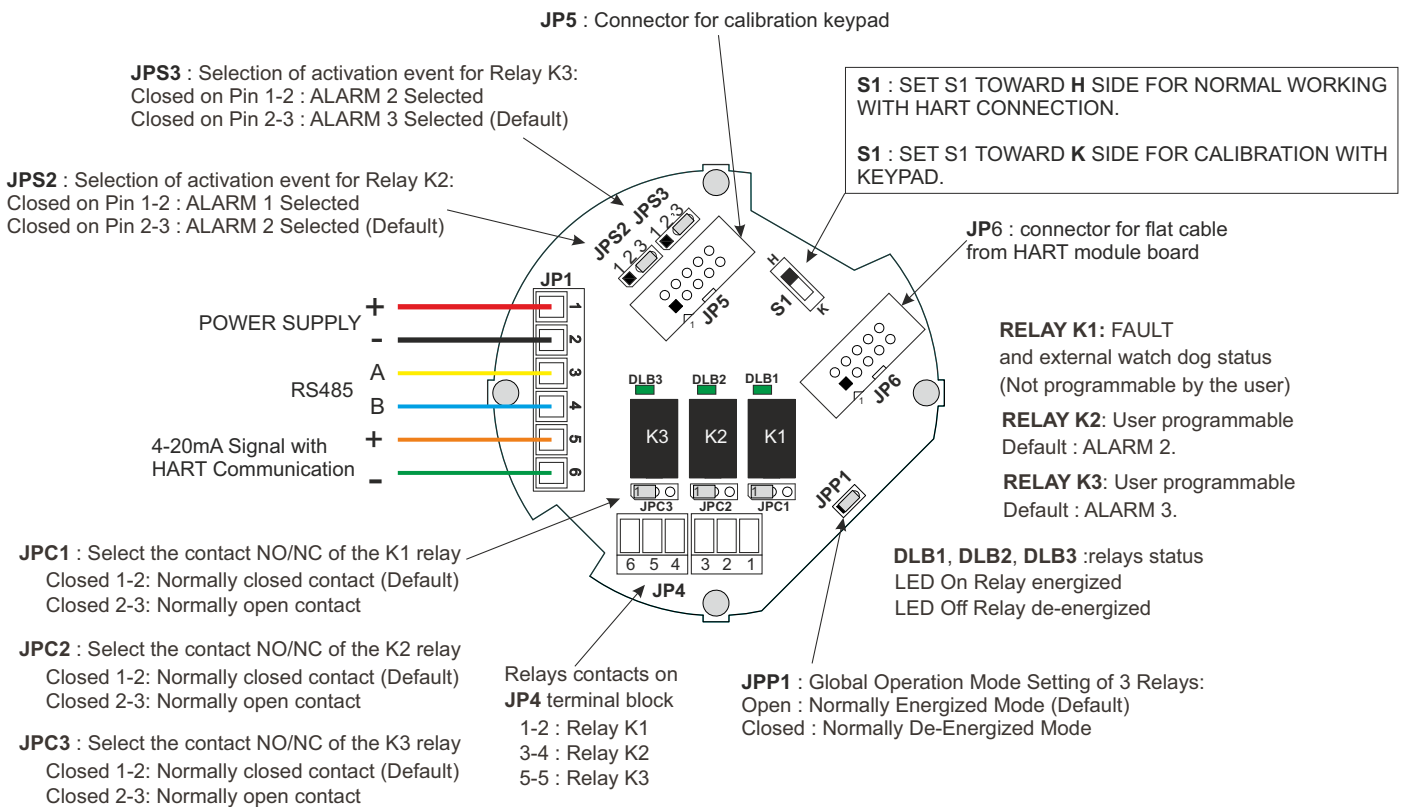 JP5 : Connector for calibration keypad
JPS3 : Selection of activation event for Relay K3:
Closed on Pin 1-2 : ALARM 2 Selected
Closed on Pin 2-3 : ALARM 3 Selected (Default)
S1 : SET S1 TOWARD H SIDE FOR NORMAL WORKING
WITH HART CONNECTION.
S1 : SET S1 TOWARD K SIDE FOR CALIBRATION WITH
KEYPAD.
JPS2 : Selection of activation event for Relay K2:
Closed on Pin 1-2 : ALARM 1 Selected
Closed on Pin 2-3 : ALARM 2 Selected (Default)
JP6 : connector for flat cable
from HART module board
JPS2
JPS3
1 2 3
1 2 3
JP1
1
2
3
4
5
6
JP5
1
H
S1
K
JP6
1
+
POWER SUPPLY
-
A
RS485
B
+
4-20mA Signal with
HART Communication
-
RELAY K1: FAULT
and external watch dog status
(Not programmable by the user)
RELAY K2: User programmable
Default : ALARM 2.
RELAY K3: User programmable
Default : ALARM 3.
DLB3 DLB2 DLB1
K3 K2 K1
1 1 1
JPC3 JPC2 JPC1
JPP1
6 5 4 3 2 1
JP4
JPC1 : Select the contact NO/NC of the K1 relay
Closed 1-2: Normally closed contact (Default)
Closed 2-3: Normally open contact
JPC2 : Select the contact NO/NC of the K2 relay
Closed 1-2: Normally closed contact (Default)
Closed 2-3: Normally open contact
JPC3 : Select the contact NO/NC of the K3 relay
Closed 1-2: Normally closed contact (Default)
Closed 2-3: Normally open contact
Relays contacts on
JP4 terminal block
1-2 : Relay K1
3-4 : Relay K2
5-5 : Relay K3
DLB1, DLB2, DLB3 :relays status
LED On Relay energized
LED Off Relay de-energized
JPP1 : Global Operation Mode Setting of 3 Relays:
Open : Normally Energized Mode (Default)
Closed : Normally De-Energized Mode